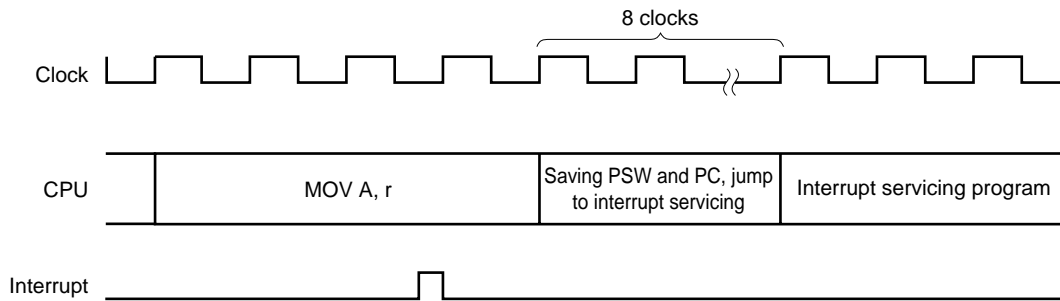 8 clocks
Clock
CPU
MOV A, r
Saving PSW and PC, jump
to interrupt servicing
Interrupt servicing program
Interrupt